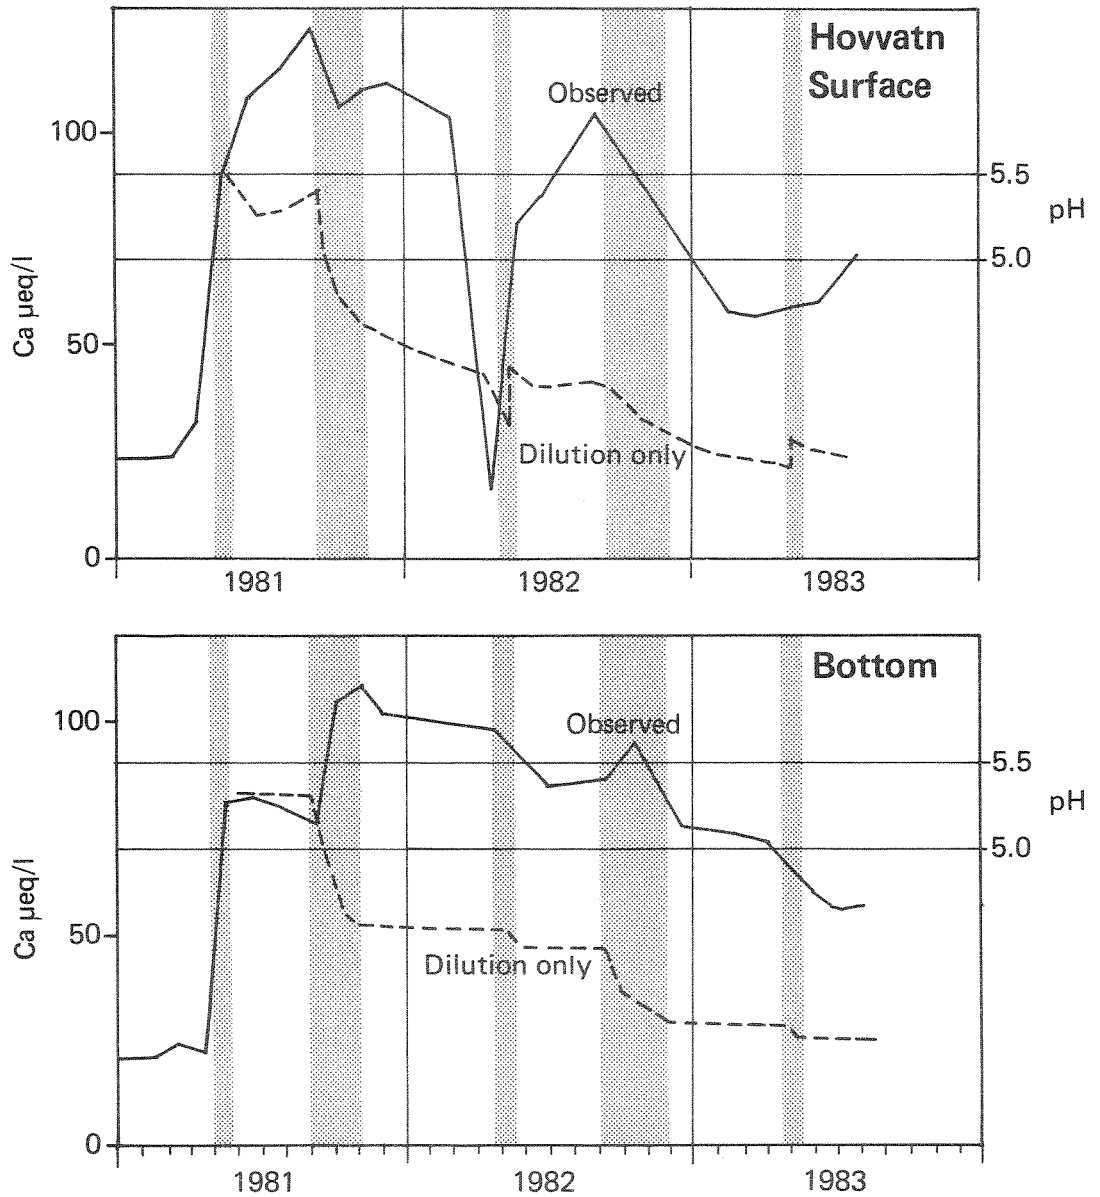 Hovvatn
Surface
Observed
100
5.5
pH
5.0
Ca µeq/l
50
Dilution only
0
1981
1982
1983
Bottom
100
Observed
5.5
pH
5.0
Ca µeq/l
50
Dilution only
0
1981
1982
1983